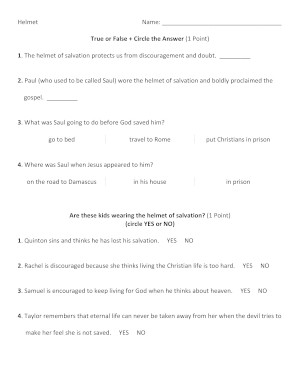 Helmet Name: ___________________________________
True or False + Circle the Answer (1 Point)
1. The helmet of salvation protects us from discouragement and doubt. _________
2. Paul (who used to be called Saul) wore the helmet of salvation and boldly proclaimed the
gospel. _________
3. What was Saul going to do before God saved him?
go to bed travel to Rome put Christians in prison
4. Where was Saul when Jesus appeared to him?
on the road to Damascus in his house in prison
Are these kids wearing the helmet of salvation? (1 Point)
(circle YES or NO)
1. Quinton sins and thinks he has lost his salvation. YES NO
2. Rachel is discouraged because she thinks living the Christian life is too hard. YES NO
3. Samuel is encouraged to keep living for God when he thinks about heaven. YES NO
4. Taylor remembers that eternal life can never be taken away from her when the devil tries to
make her feel she is not saved. YES NO